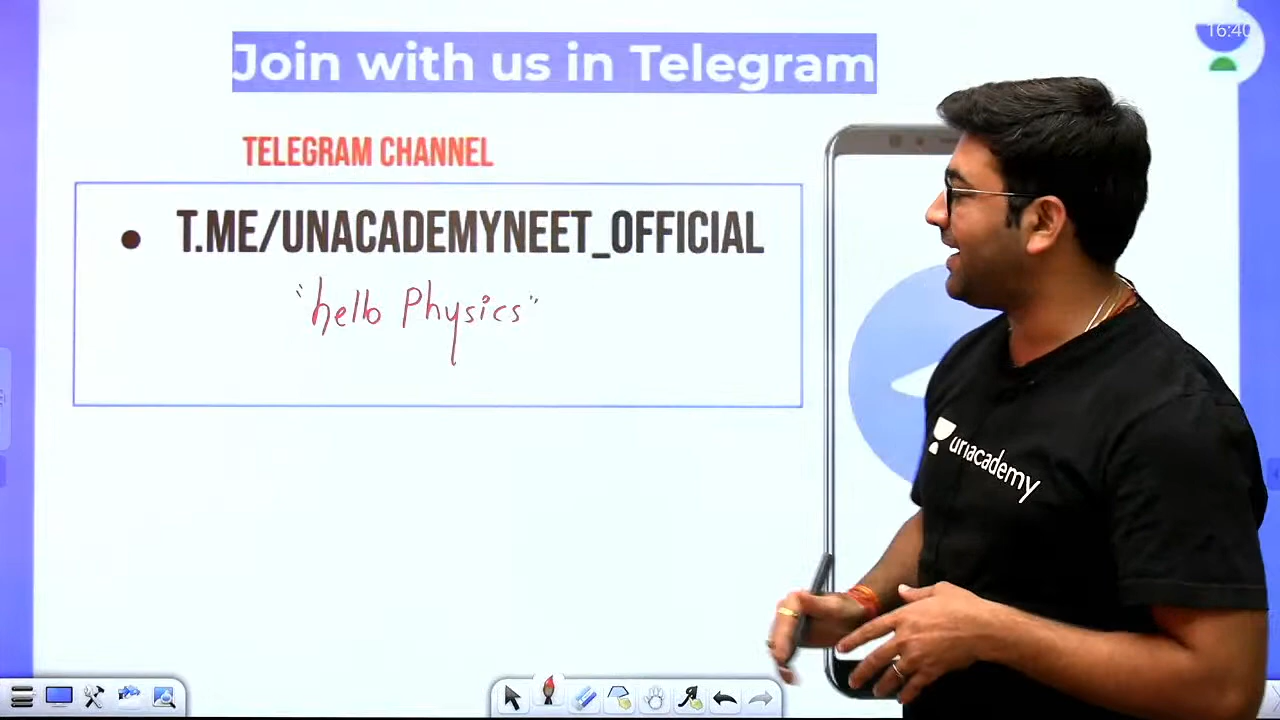 16:40
Join with us in Telegram
TELEGRAM CHANNEL
• T.ME/UNACADEMYNEET_OFFICIAL
"hello Physics"
unacademy